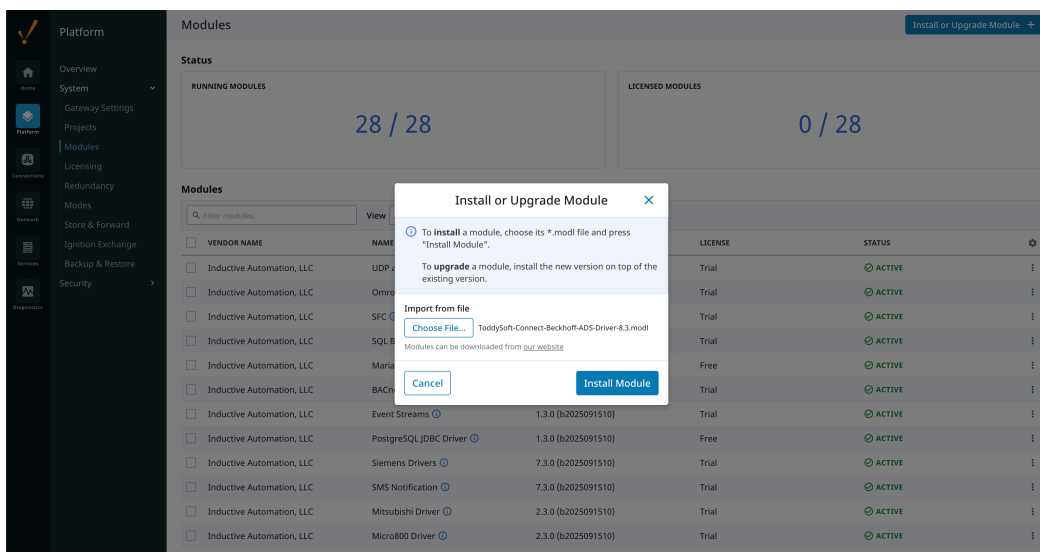 Platform
Modules
Install or Upgrade Module +
Home
Platform
Connections
Network
Services
Diagnostics
Overview
System
Gateway Settings
Projects
Modules
Licensing
Redundancy
Modes
Store & Forward
Ignition Exchange
Backup & Restore
Security
Status
RUNNING MODULES
28 / 28
LICENSED MODULES
0 / 28
Modules
Filter modules...
View
VENDOR NAME NAME LICENSE STATUS
Inductive Automation, LLC UDP Trial ACTIVE
Inductive Automation, LLC Trial ACTIVE
Inductive Automation, LLC SFC Trial ACTIVE
Inductive Automation, LLC SQL Trial ACTIVE
Inductive Automation, LLC Free ACTIVE
Inductive Automation, LLC Trial ACTIVE
Inductive Automation, LLC Event Streams 1.3.0 (b2025091510) Trial ACTIVE
Inductive Automation, LLC PostgreSQL JDBC Driver 1.3.0 (b2025091510) Free ACTIVE
Inductive Automation, LLC Siemens Drivers 7.3.0 (b2025091510) Trial ACTIVE
Inductive Automation, LLC SMS Notification 7.3.0 (b2025091510) Trial ACTIVE
Inductive Automation, LLC Mitsubishi Driver 2.3.0 (b2025091510) Trial ACTIVE
Inductive Automation, LLC Micro800 Driver 2.3.0 (b2025091510) Trial ACTIVE
Install or Upgrade Module
To install a module, choose its *.modl file and press
"Install Module".
To upgrade a module, install the new version on top of the
existing version.
Import from file
Choose File... ToddySoft-Connect-Beckhoff-ADS-Driver-8.3.modl
Modules can be downloaded from our website
Cancel
Install Module